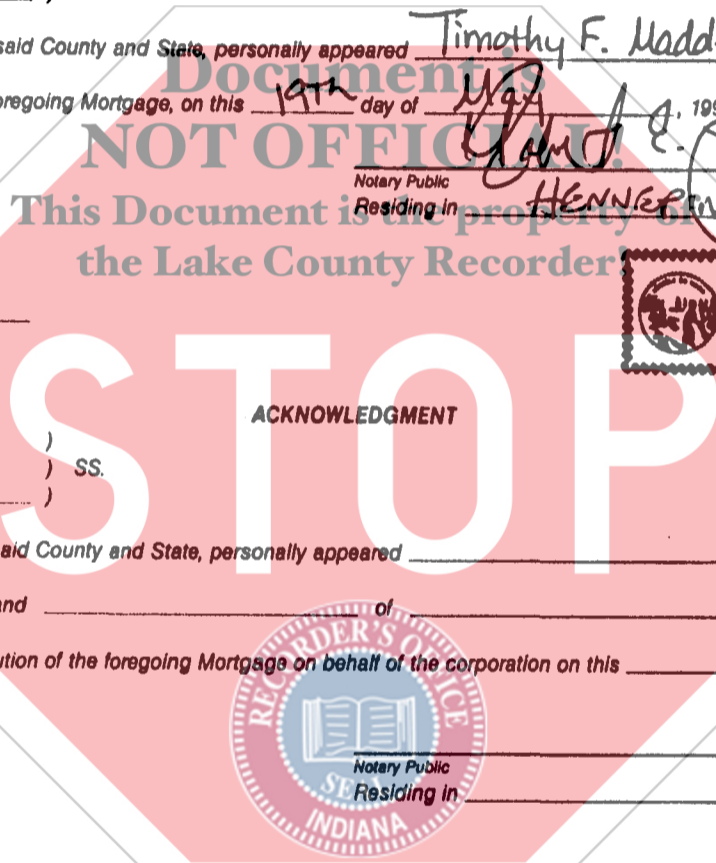 said County and State, personally appeared Timothy F. Madd
Document is
oregoing Mortgage, on this 19th day of May, 199
NOT OFFICIAL!
Notary Public
This Document is the property of
Residing in HENNEPIN
the Lake County Recorder!
STOP
ACKNOWLEDGMENT
)
) SS.
)
aid County and State, personally appeared
and of
ution of the foregoing Mortgage on behalf of the corporation on this
RECORDER'S OFFICE
SEAL
INDIANA
Notary Public
Residing in